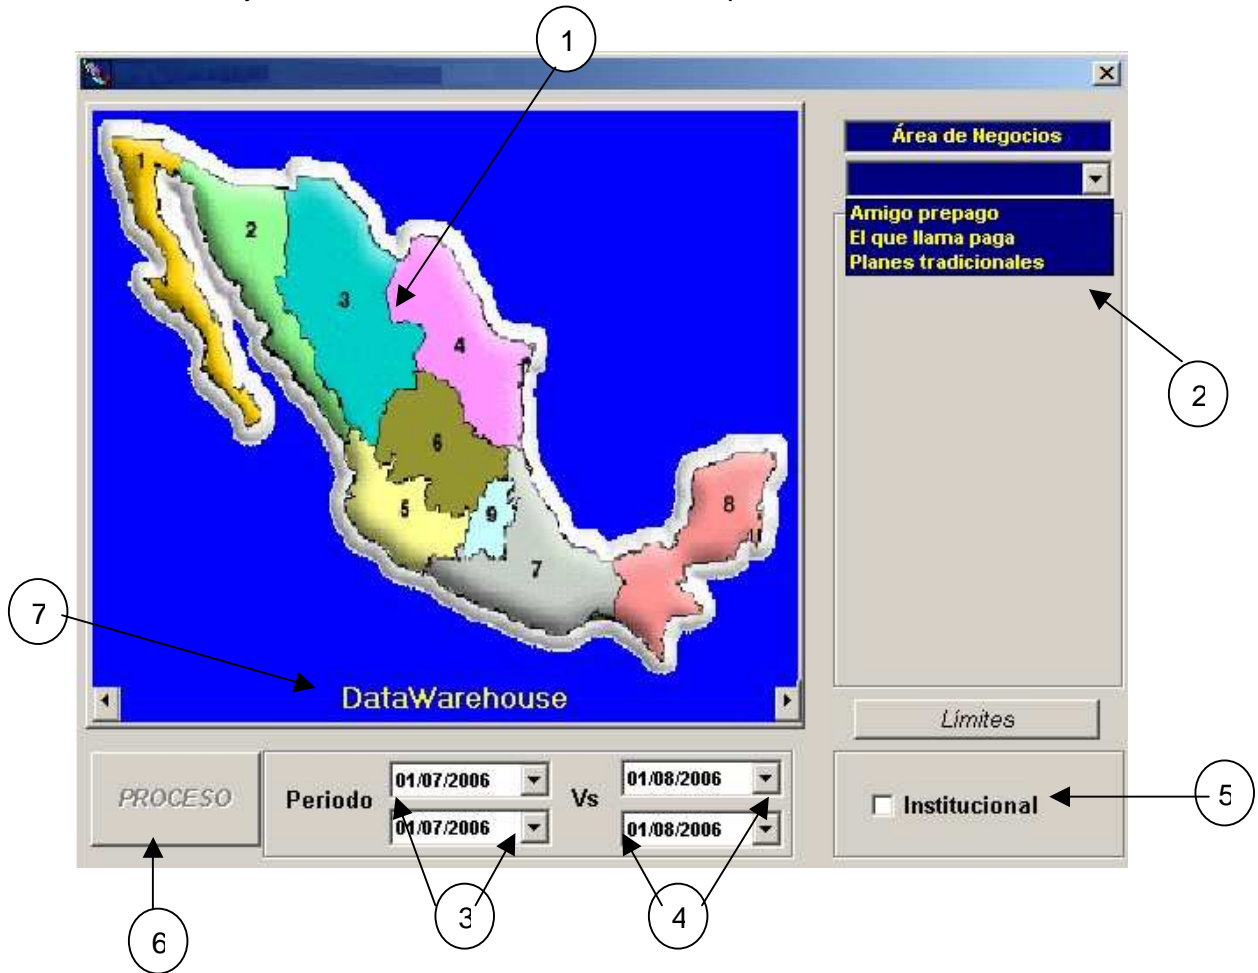 1
Área de Negocios
Amigo prepago
El que llama paga
Planes tradicionales
1
2
3
4
2
6
5
9
8
7
7
DataWarehouse
Límites
PROCESO
Periodo
01/07/2006
Vs
01/08/2006
01/07/2006
01/08/2006
Institucional
5
6
3
4